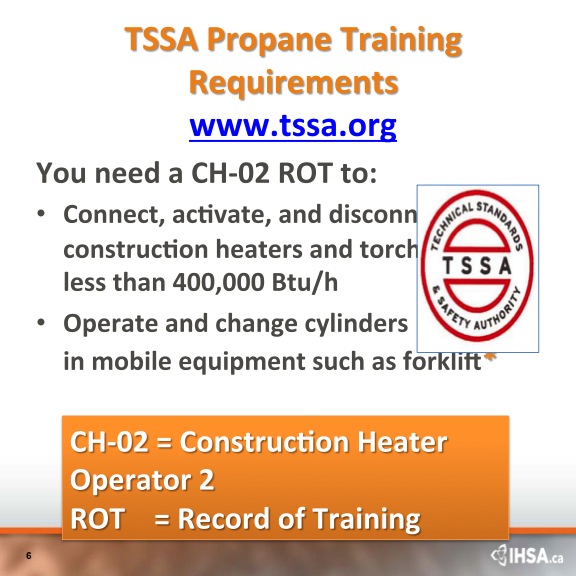 TSSA Propane Training
Requirements
www.tssa.org
You need a CH-02 ROT to:
• Connect, activate, and disconn
construction heaters and torch
less than 400,000 Btu/h
• Operate and change cylinders
in mobile equipment such as forklift*
TECHNICAL STANDARDS
TSSA
& SAFETY AUTHORITY
CH-02 = Construction Heater
Operator 2
ROT = Record of Training
6
IHSA.ca